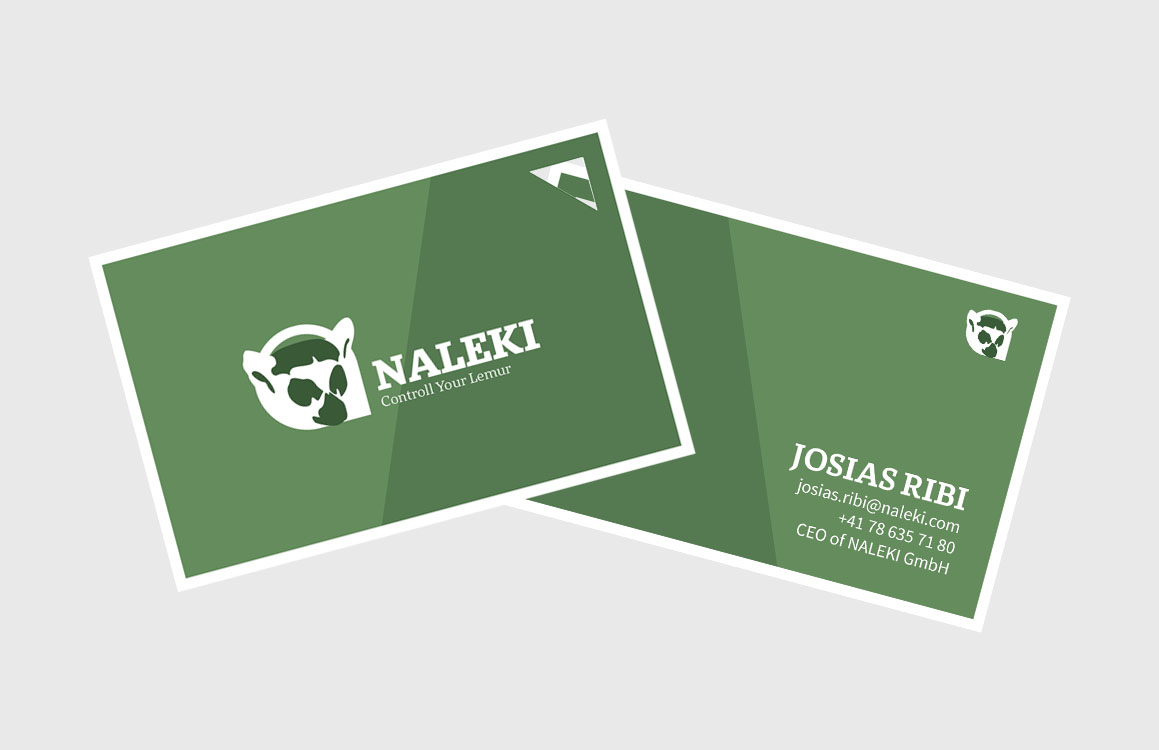 NALEKI
Controll Your Lemur
JOSIAS RIBI
josias.ribi@naleki.com
+41 78 635 71 80
CEO of NALEKI GmbH